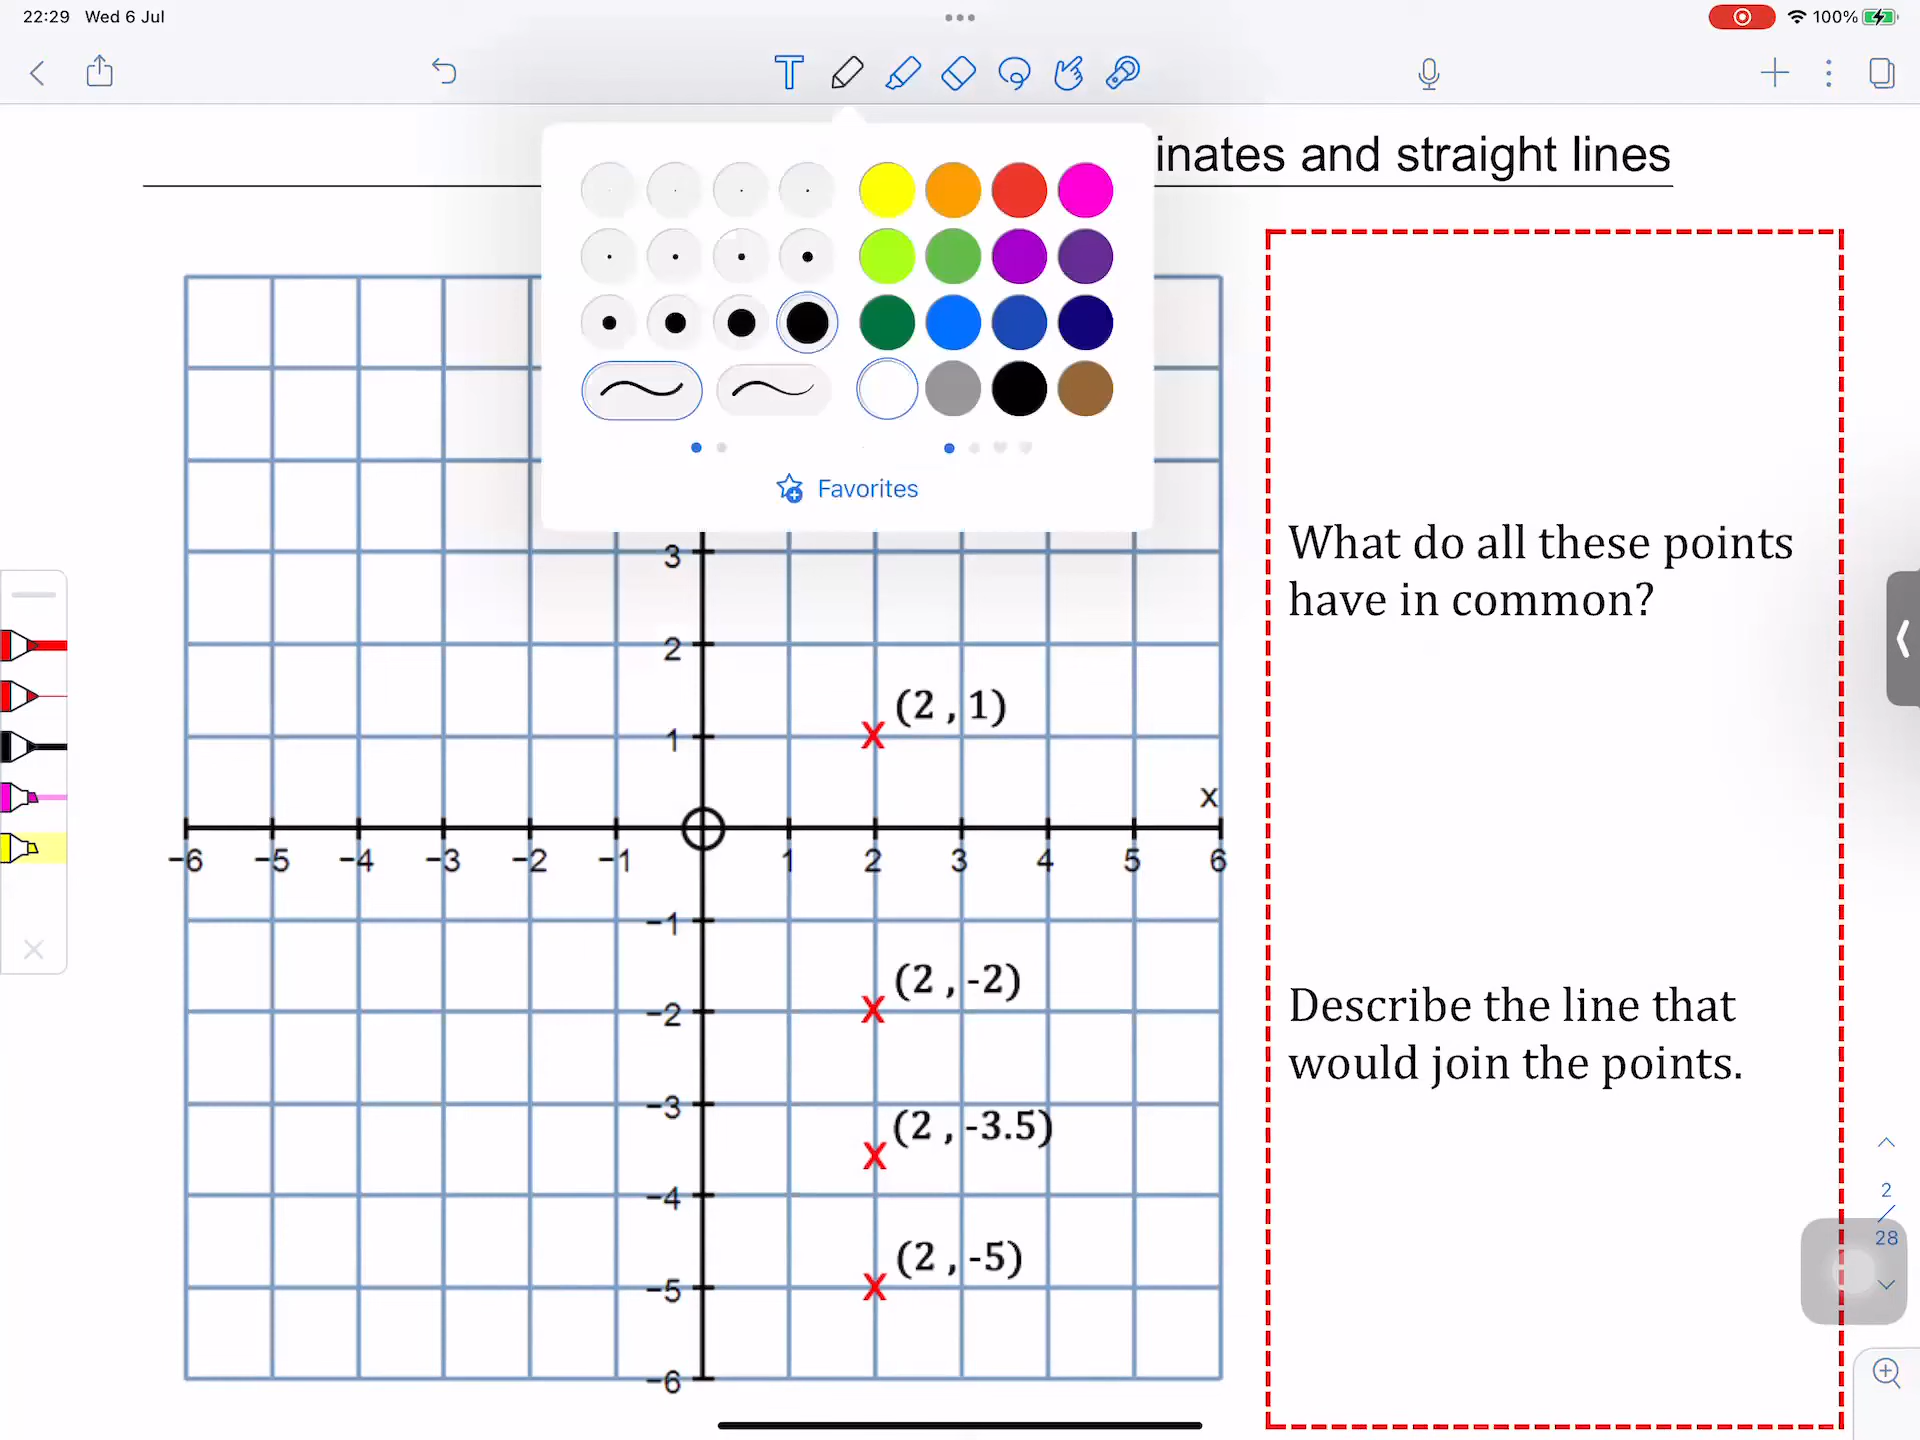 22:29 Wed 6 Jul
100%
T
inates and straight lines
Favorites
What do all these points
have in common?
3
2
(2 , 1)
1
x
-6 -5 -4 -3 -2 -1 1 2 3 4 5 6
-1
(2 , -2)
-2
Describe the line that
would join the points.
-3
(2 , -3.5)
-4
(2 , -5)
-5
-6
2
/
28